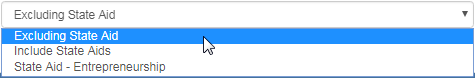 Excluding State Aid
Excluding State Aid
Include State Aids
State Aid - Entrepreneurship